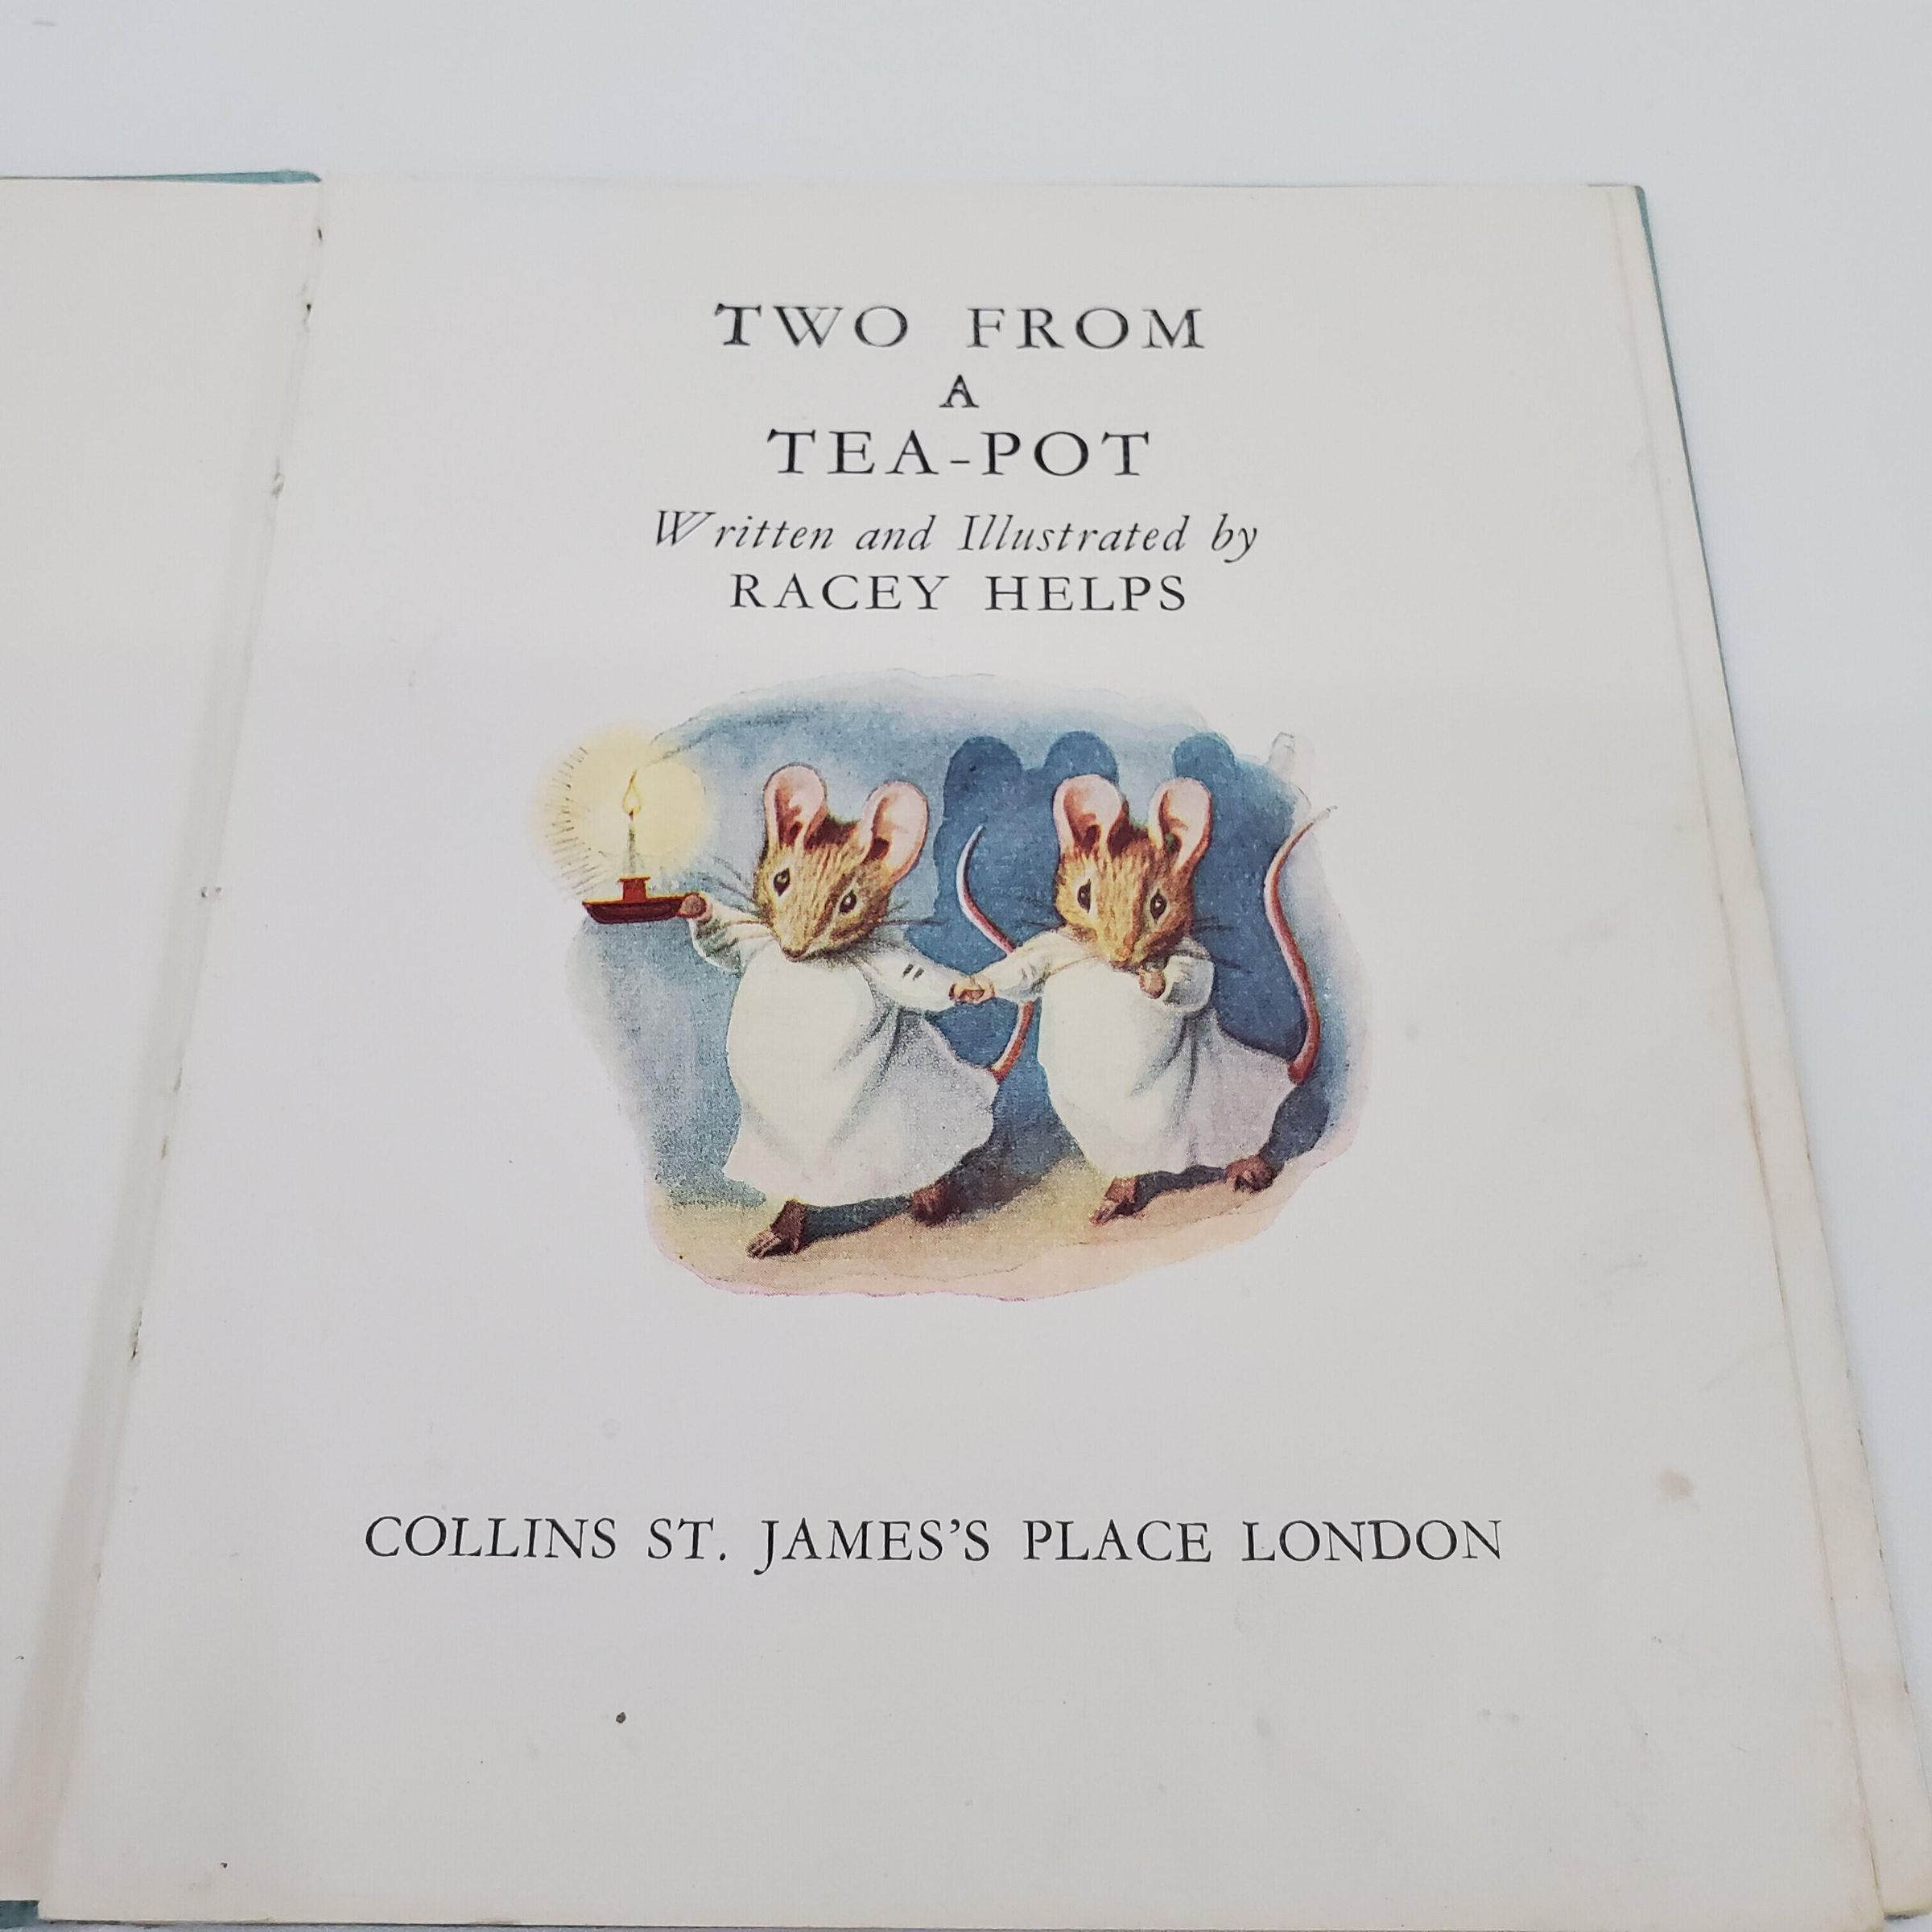 TWO FROM
A
TEA-POT
Written and Illustrated by
RACEY HELPS
COLLINS ST. JAMES'S PLACE LONDON